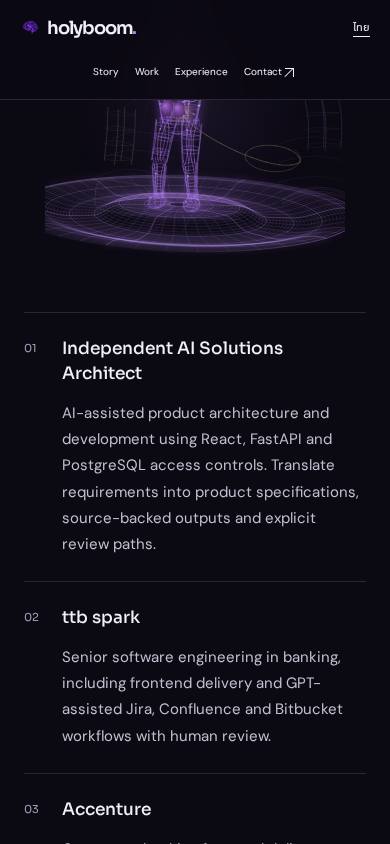 holyboom.
ไทย
Story Work Experience Contact
01
Independent AI Solutions
Architect
AI-assisted product architecture and
development using React, FastAPI and
PostgreSQL access controls. Translate
requirements into product specifications,
source-backed outputs and explicit
review paths.
02
ttb spark
Senior software engineering in banking,
including frontend delivery and GPT-
assisted Jira, Confluence and Bitbucket
workflows with human review.
03
Accenture